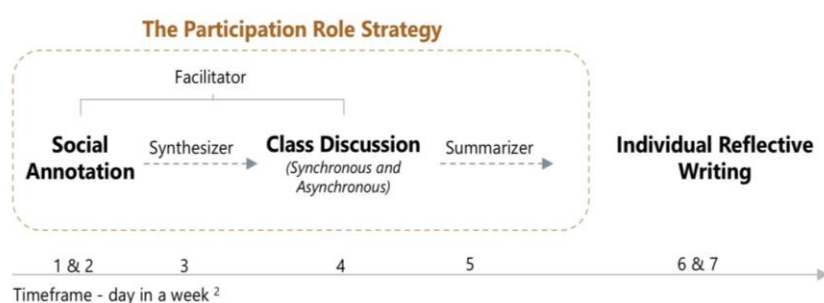 The Participation Role Strategy
Facilitator
Social
Annotation
Synthesizer
Class Discussion
(Synchronous and
Asynchronous)
Summarizer
Individual Reflective
Writing
1 & 2
3
4
5
6 & 7
Timeframe - day in a week 2